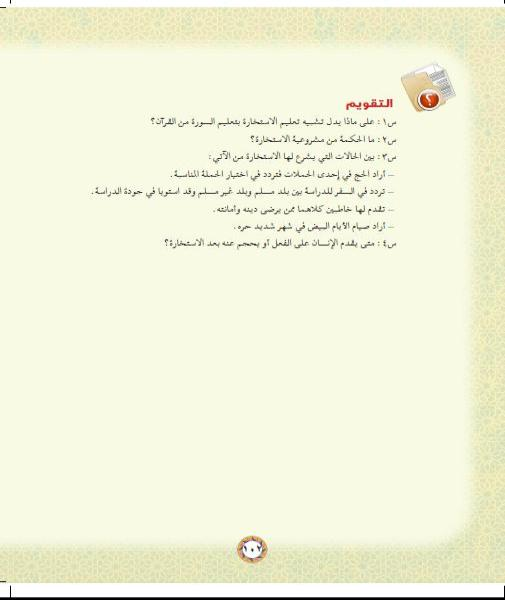 ؟
التقويم
س١ : على ماذا يدل تشبيه تعليم الاستخارة بتعليم السورة من القرآن؟
س٢ : ما الحكمة من مشروعية الاستخارة؟
س٣ : بين الحالات التي يشرع لها الاستخارة من الآتي :
– أراد الحج في إحدى الحملات فتردد في اختيار الحملة المناسبة .
– تردد في السفر للدراسة بين بلد مسلم وبلد غير مسلم وقد استويا في جودة الدراسة .
– تقدم لها خاطبين كلاهما ممن يرضى دينه وأمانته .
– أراد صيام الأيام البيض في شهر شديد حره .
س٤ : متى يقدم الإنسان على الفعل أو يحجم عنه بعد الاستخارة؟
١٠٧